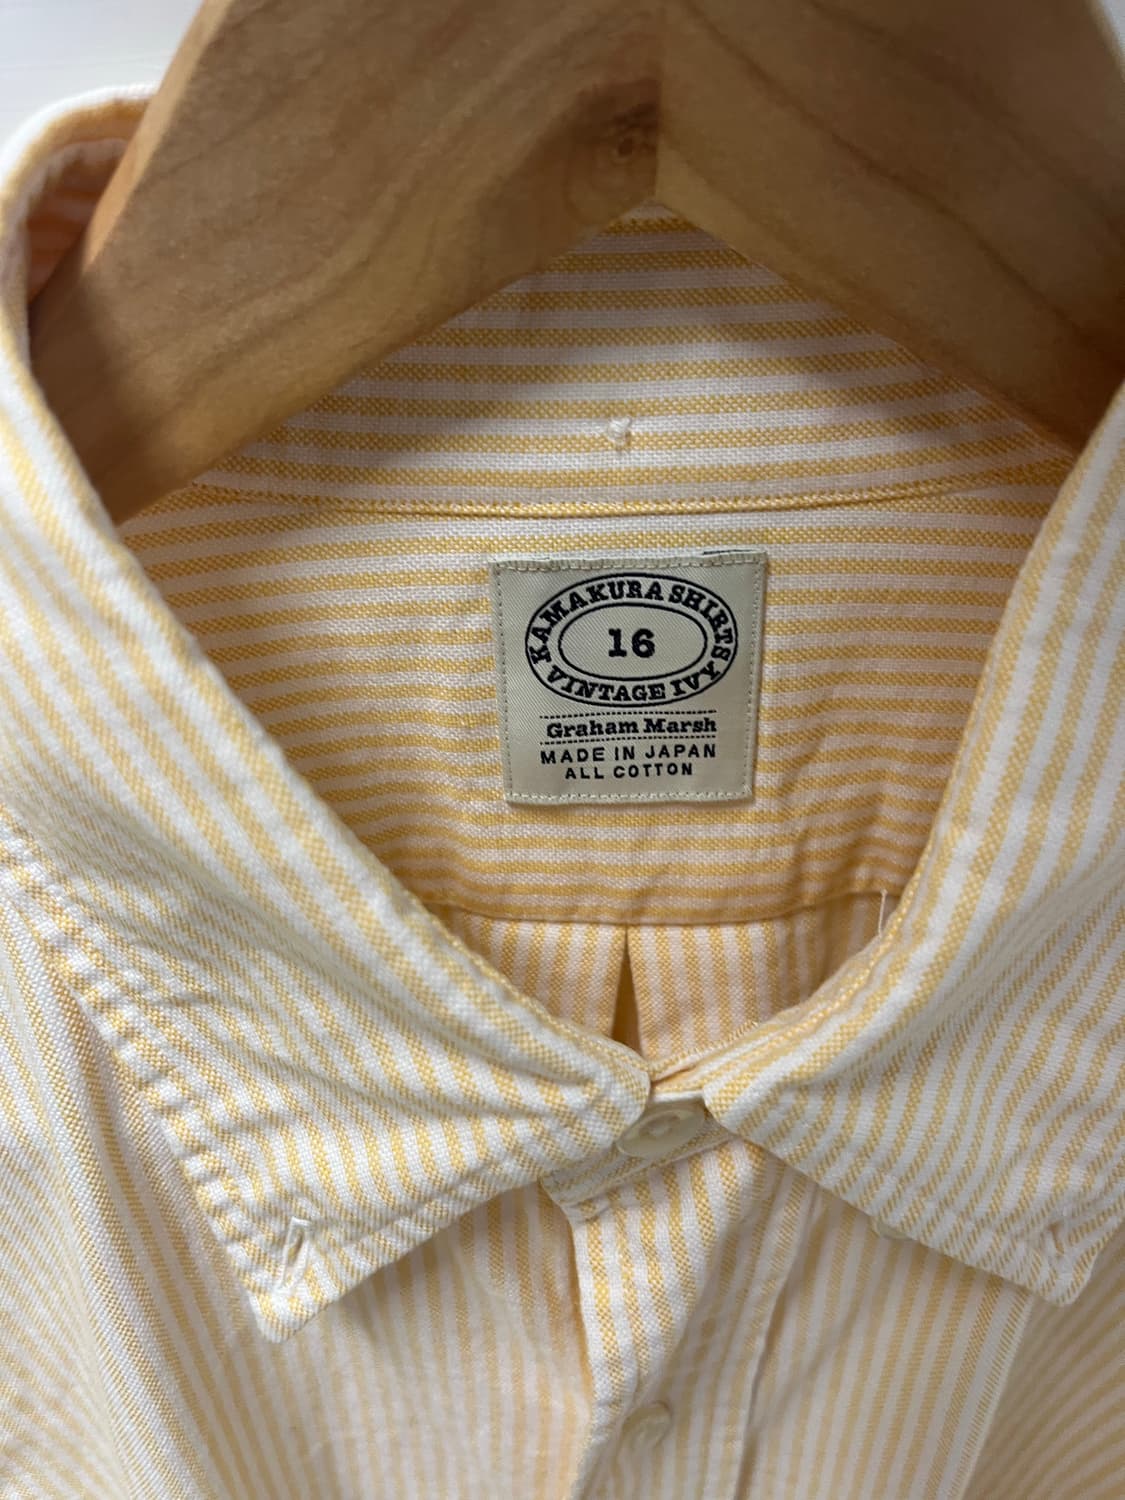 KAMAKURA SHIRTS
16
VINTAGE IVY
Graham Marsh
MADE IN JAPAN
ALL COTTON